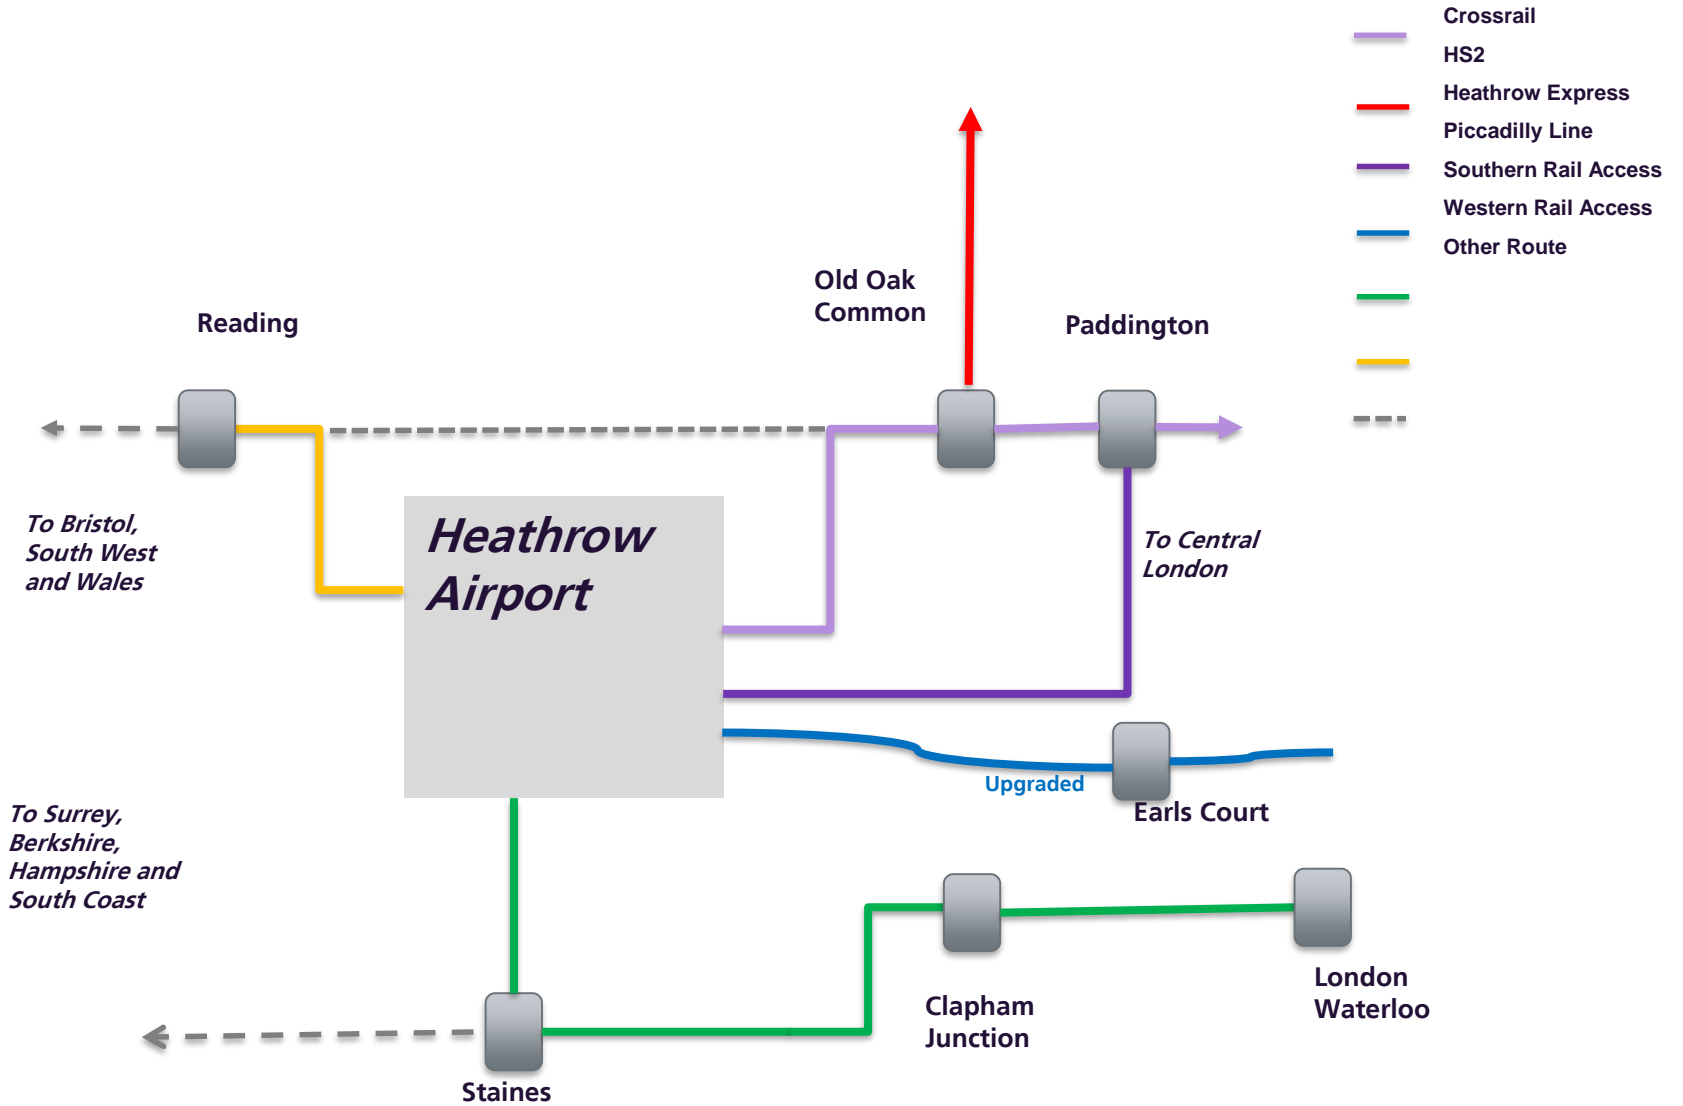 Crossrail
HS2
Heathrow Express
Piccadilly Line
Southern Rail Access
Western Rail Access
Other Route
Old Oak
Common
Reading
Paddington
To Bristol,
South West
and Wales
Heathrow
Airport
To Central
London
Upgraded
Earls Court
To Surrey,
Berkshire,
Hampshire and
South Coast
London
Waterloo
Clapham
Junction
Staines